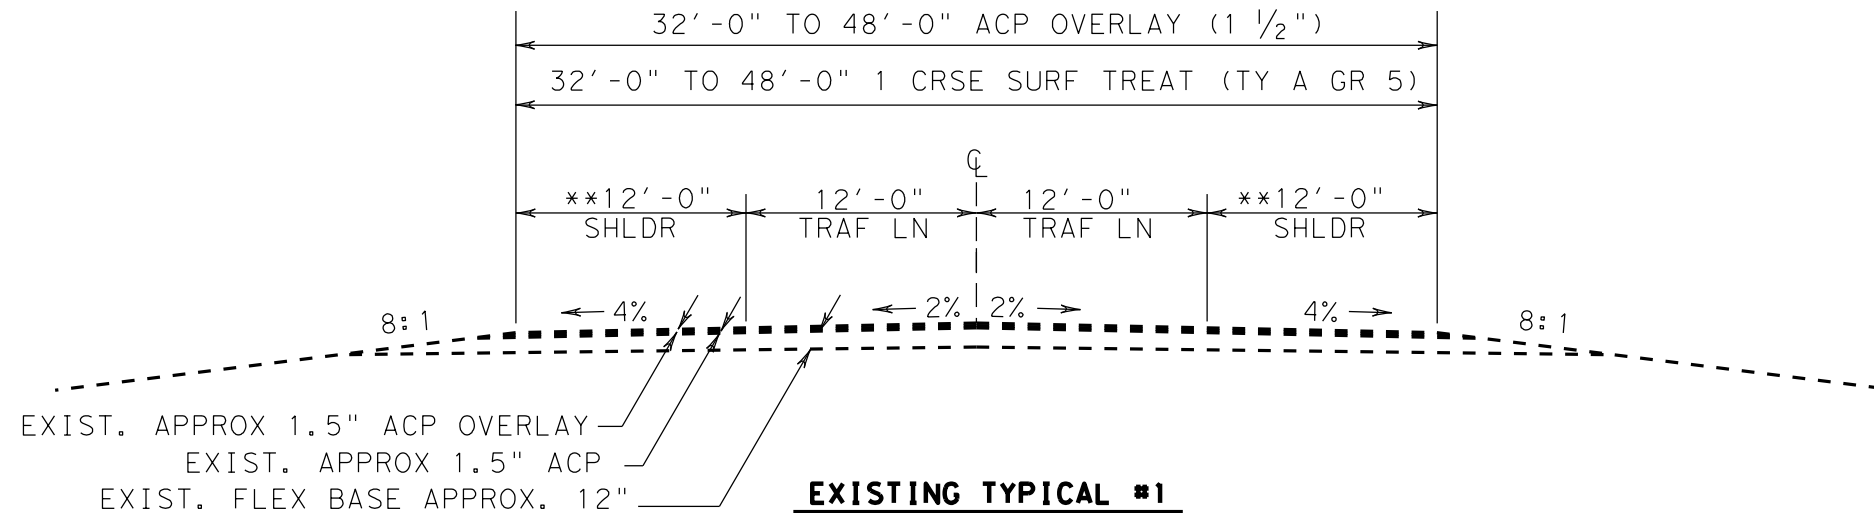 32'-0" TO 48'-0" ACP OVERLAY (1 1/2")
32'-0" TO 48'-0" 1 CRSE SURF TREAT (TY A GR 5)
℄
**12'-0" 12'-0" 12'-0" **12'-0"
SHLDR TRAF LN TRAF LN SHLDR
8:1 4% 2% 2% 4% 8:1
EXIST. APPROX 1.5" ACP OVERLAY
EXIST. APPROX 1.5" ACP
EXIST. FLEX BASE APPROX. 12"
EXISTING TYPICAL #1